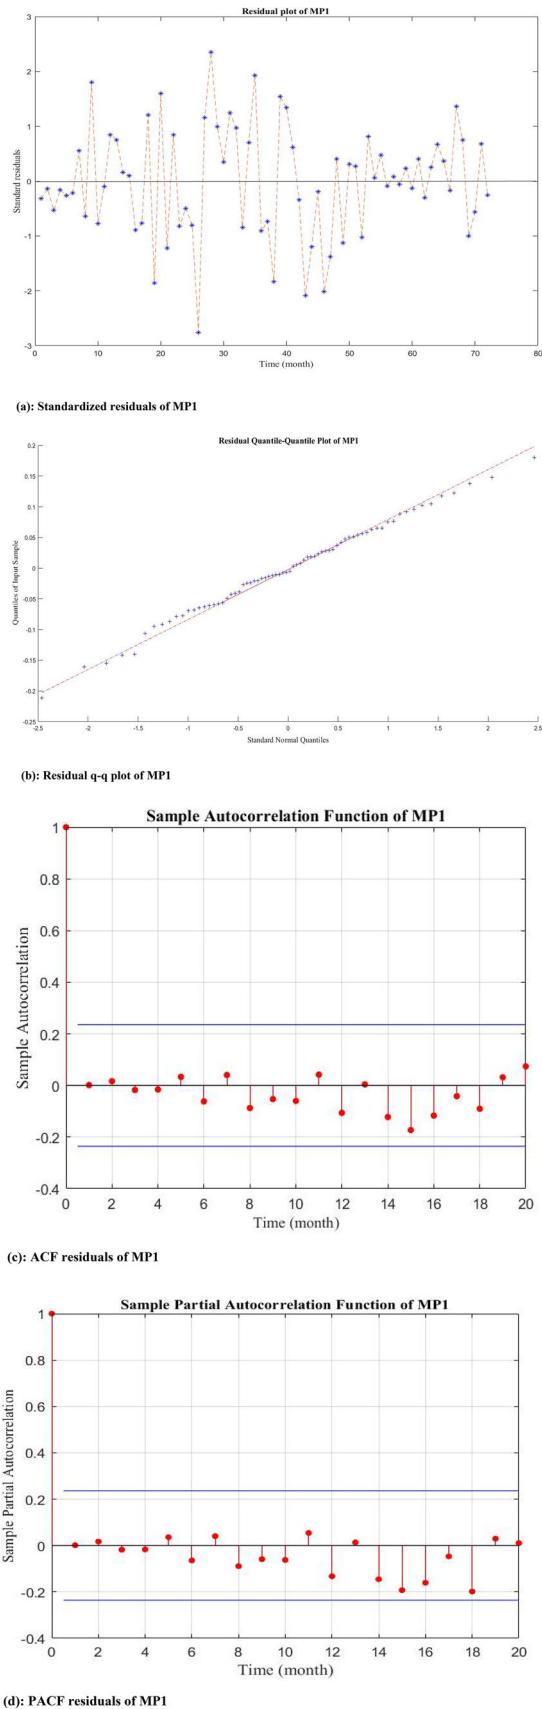 Residual plot of MP1
3
2
1
0
-1
-2
-3
Standard residuals
0 10 20 30 40 50 60 70 80
Time (month)
(a): Standardized residuals of MP1
Residual Quantile-Quantile Plot of MP1
0.2
0.15
0.1
0.05
0
-0.05
-0.1
-0.15
-0.2
-0.25
Quantiles of Input Sample
-2.5 -2 -1.5 -1 -0.5 0 0.5 1 1.5 2 2.5
Standard Normal Quantiles
(b): Residual q-q plot of MP1
Sample Autocorrelation Function of MP1
1
0.8
0.6
0.4
0.2
0
-0.2
-0.4
Sample Autocorrelation
0 2 4 6 8 10 12 14 16 18 20
Time (month)
(c): ACF residuals of MP1
Sample Partial Autocorrelation Function of MP1
1
0.8
0.6
0.4
0.2
0
-0.2
-0.4
Sample Partial Autocorrelation
0 2 4 6 8 10 12 14 16 18 20
Time (month)
(d): PACF residuals of MP1